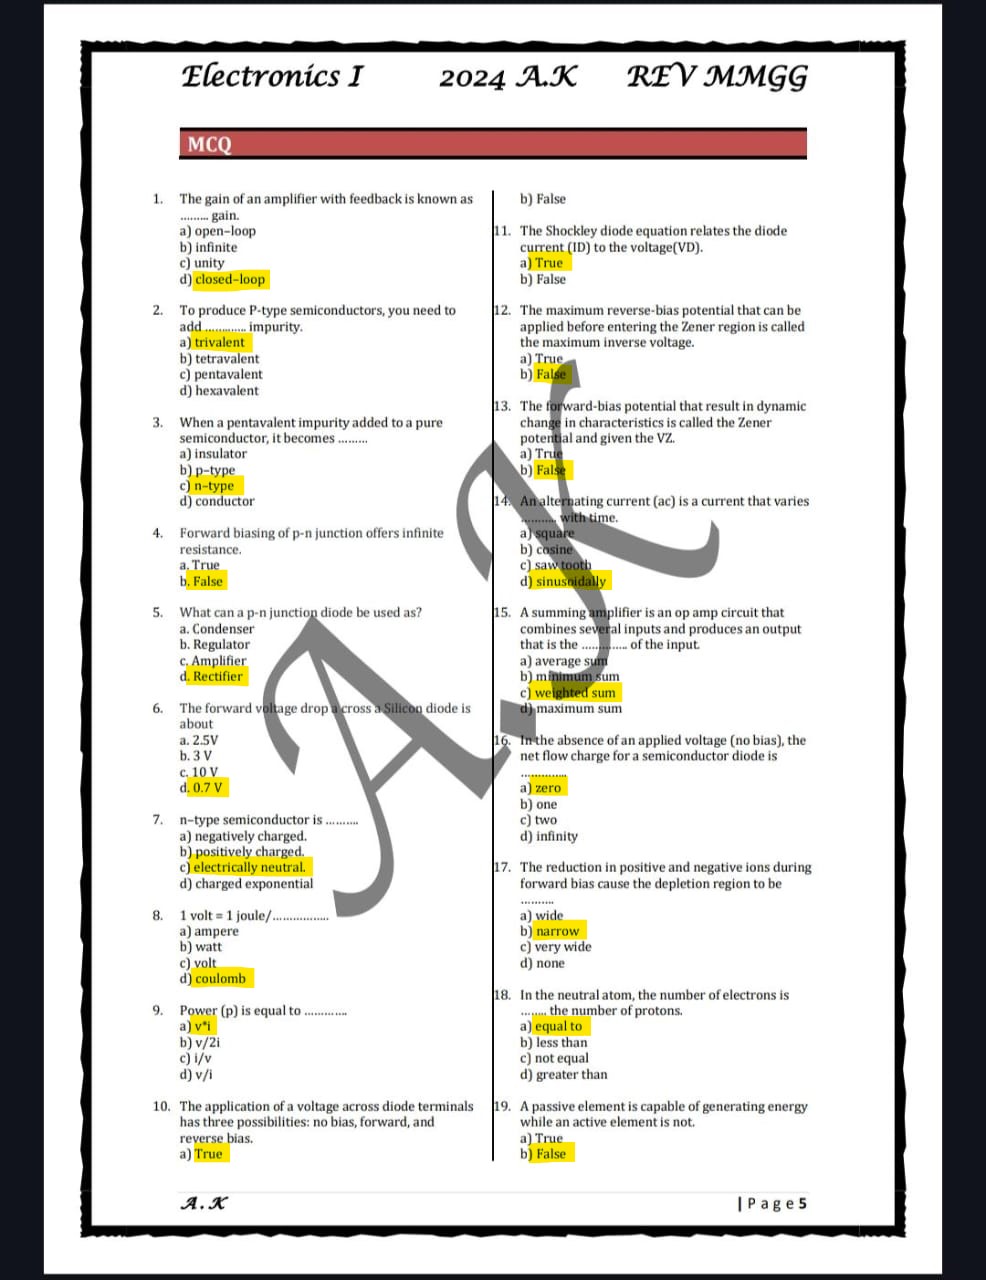 Electronics I 2024 A.K REV MMGG
MCQ
1. The gain of an amplifier with feedback is known as
......... gain.
a) open-loop
b) infinite
c) unity
d) closed-loop
2. To produce P-type semiconductors, you need to
add ............. impurity.
a) trivalent
b) tetravalent
c) pentavalent
d) hexavalent
3. When a pentavalent impurity added to a pure
semiconductor, it becomes .........
a) insulator
b) p-type
c) n-type
d) conductor
4. Forward biasing of p-n junction offers infinite
resistance.
a. True
b. False
5. What can a p-n junction diode be used as?
a. Condenser
b. Regulator
c. Amplifier
d. Rectifier
6. The forward voltage drop a cross a Silicon diode is
about
a. 2.5V
b. 3 V
c. 10 V
d. 0.7 V
7. n-type semiconductor is ..........
a) negatively charged.
b) positively charged.
c) electrically neutral.
d) charged exponential
8. 1 volt = 1 joule/.................
a) ampere
b) watt
c) volt
d) coulomb
9. Power (p) is equal to .............
a) v*i
b) v/2i
c) i/v
d) v/i
10. The application of a voltage across diode terminals
has three possibilities: no bias, forward, and
reverse bias.
a) True
b) False
11. The Shockley diode equation relates the diode
current (ID) to the voltage(VD).
a) True
b) False
12. The maximum reverse-bias potential that can be
applied before entering the Zener region is called
the maximum inverse voltage.
a) True
b) False
13. The forward-bias potential that result in dynamic
change in characteristics is called the Zener
potential and given the VZ.
a) True
b) False
14. An alternating current (ac) is a current that varies
........... with time.
a) square
b) cosine
c) saw tooth
d) sinusoidally
15. A summing amplifier is an op amp circuit that
combines several inputs and produces an output
that is the .............. of the input.
a) average sum
b) minimum sum
c) weighted sum
d) maximum sum
16. In the absence of an applied voltage (no bias), the
net flow charge for a semiconductor diode is
..............
a) zero
b) one
c) two
d) infinity
17. The reduction in positive and negative ions during
forward bias cause the depletion region to be
..........
a) wide
b) narrow
c) very wide
d) none
18. In the neutral atom, the number of electrons is
........ the number of protons.
a) equal to
b) less than
c) not equal
d) greater than
19. A passive element is capable of generating energy
while an active element is not.
a) True
b) False
A.K
A.K | P a g e 5